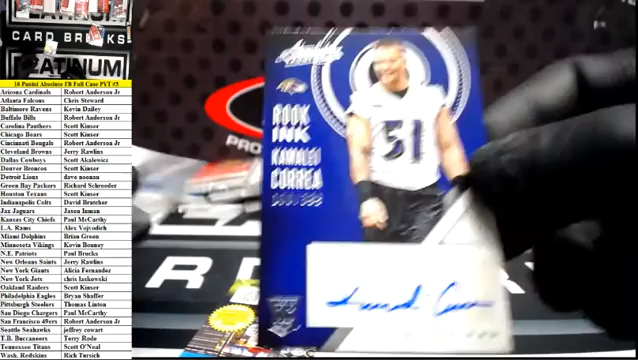 CARD BREAKS
PLATINUM
16 Panini Absolute FB Full Case PYT #3
Arizona Cardinals Robert Anderson Jr
Atlanta Falcons Chris Steward
Baltimore Ravens Kevin Dailey
Buffalo Bills Robert Anderson Jr
Carolina Panthers Scott Kinser
Chicago Bears Scott Kinser
Cincinnati Bengals Robert Anderson Jr
Cleveland Browns Jerry Rawlins
Dallas Cowboys Scott Akalewicz
Denver Broncos Scott Kinser
Detroit Lions dave noonan
Green Bay Packers Richard Schroeder
Houston Texans Scott Kinser
Indianapolis Colts David Bratcher
Jax Jaguars Jason Inman
Kansas City Chiefs Paul McCarthy
L.A. Rams Alex Vojvodich
Miami Dolphins Brian Green
Minnesota Vikings Kevin Bonney
N.E. Patriots Paul Brucks
New Orleans Saints Jerry Rawlins
New York Giants Alicia Fernandez
New York Jets chris laskowski
Oakland Raiders Scott Kinser
Philadelphia Eagles Bryan Shaffer
Pittsburgh Steelers Thomas Linton
San Diego Chargers Paul McCarthy
San Francisco 49ers Robert Anderson Jr
Seattle Seahawks jeffrey cowart
T.B. Buccaneers Terry Rode
Tennessee Titans Scott O'Neal
Wash. Redskins Rich Tursich
Absolute
ROOK
INK
KAMALEI
CORREA
51